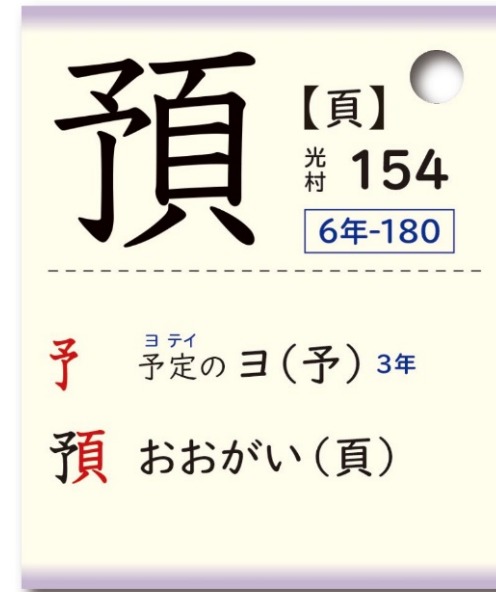 預
【頁】
光村 154
6年-180
予 予定のヨ(予) 3年
ヨ テイ
預 おおがい(頁)